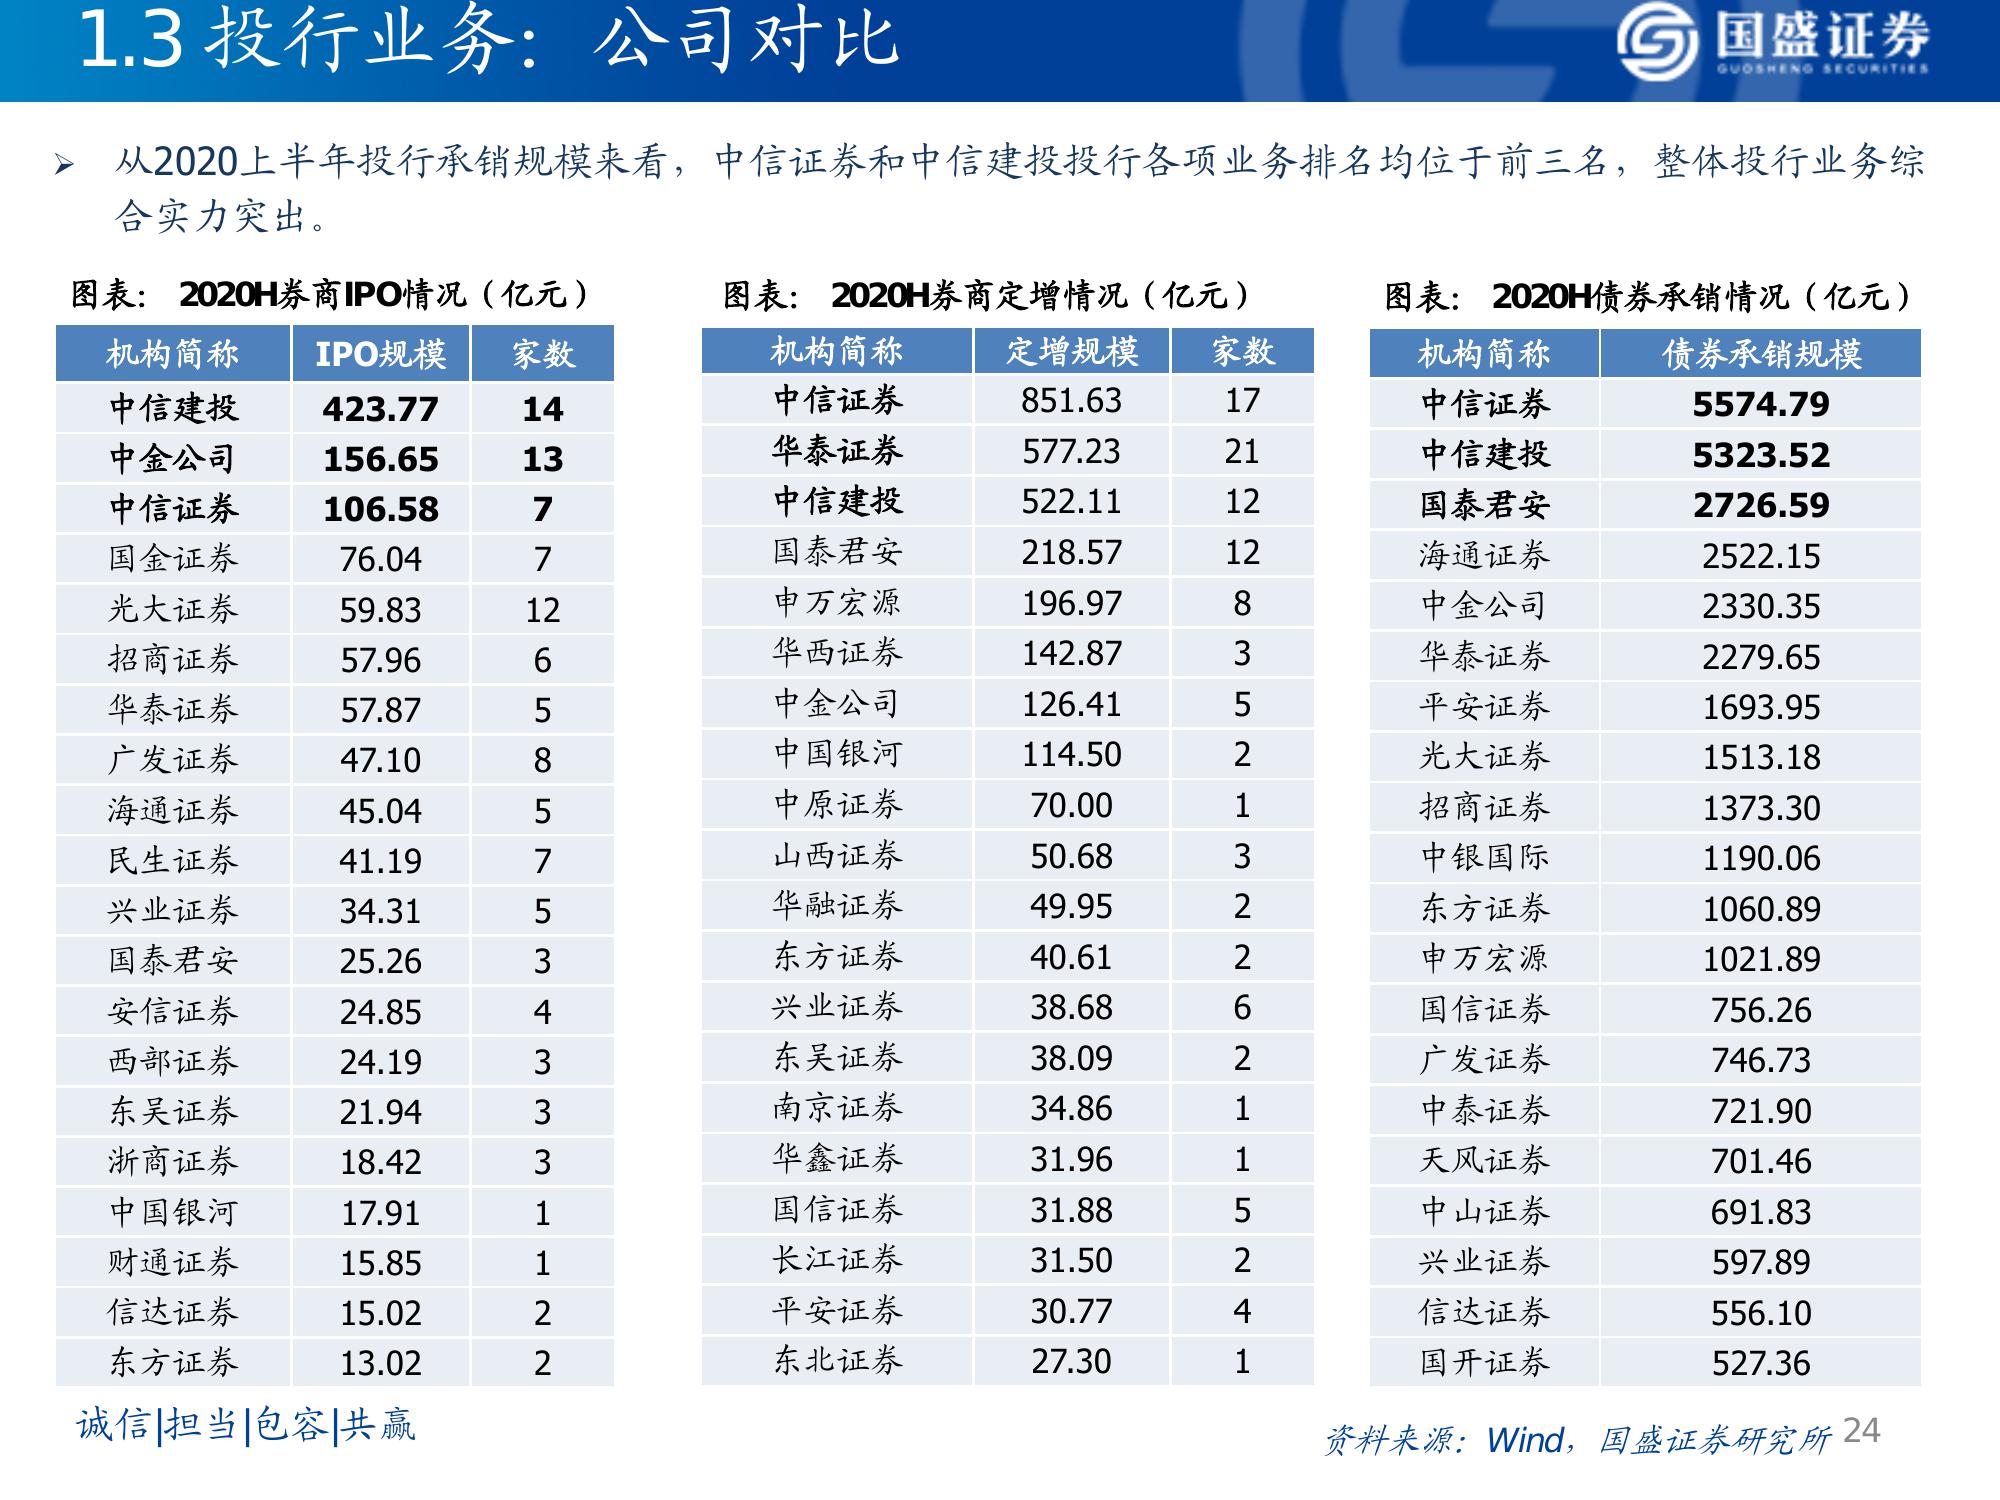 1.3 投行业务：公司对比
国盛证券
GUOSHENG SECURITIES
➢ 从2020上半年投行承销规模来看，中信证券和中信建投投行各项业务排名均位于前三名，整体投行业务综
合实力突出。
图表： 2020H券商IPO情况（亿元）
机构简称 IPO规模 家数
中信建投 423.77 14
中金公司 156.65 13
中信证券 106.58 7
国金证券 76.04 7
光大证券 59.83 12
招商证券 57.96 6
华泰证券 57.87 5
广发证券 47.10 8
海通证券 45.04 5
民生证券 41.19 7
兴业证券 34.31 5
国泰君安 25.26 3
安信证券 24.85 4
西部证券 24.19 3
东吴证券 21.94 3
浙商证券 18.42 3
中国银河 17.91 1
财通证券 15.85 1
信达证券 15.02 2
东方证券 13.02 2
图表： 2020H券商定增情况（亿元）
机构简称 定增规模 家数
中信证券 851.63 17
华泰证券 577.23 21
中信建投 522.11 12
国泰君安 218.57 12
申万宏源 196.97 8
华西证券 142.87 3
中金公司 126.41 5
中国银河 114.50 2
中原证券 70.00 1
山西证券 50.68 3
华融证券 49.95 2
东方证券 40.61 2
兴业证券 38.68 6
东吴证券 38.09 2
南京证券 34.86 1
华鑫证券 31.96 1
国信证券 31.88 5
长江证券 31.50 2
平安证券 30.77 4
东北证券 27.30 1
图表： 2020H债券承销情况（亿元）
机构简称 债券承销规模
中信证券 5574.79
中信建投 5323.52
国泰君安 2726.59
海通证券 2522.15
中金公司 2330.35
华泰证券 2279.65
平安证券 1693.95
光大证券 1513.18
招商证券 1373.30
中银国际 1190.06
东方证券 1060.89
申万宏源 1021.89
国信证券 756.26
广发证券 746.73
中泰证券 721.90
天风证券 701.46
中山证券 691.83
兴业证券 597.89
信达证券 556.10
国开证券 527.36
诚信|担当|包容|共赢
资料来源：Wind，国盛证券研究所 24